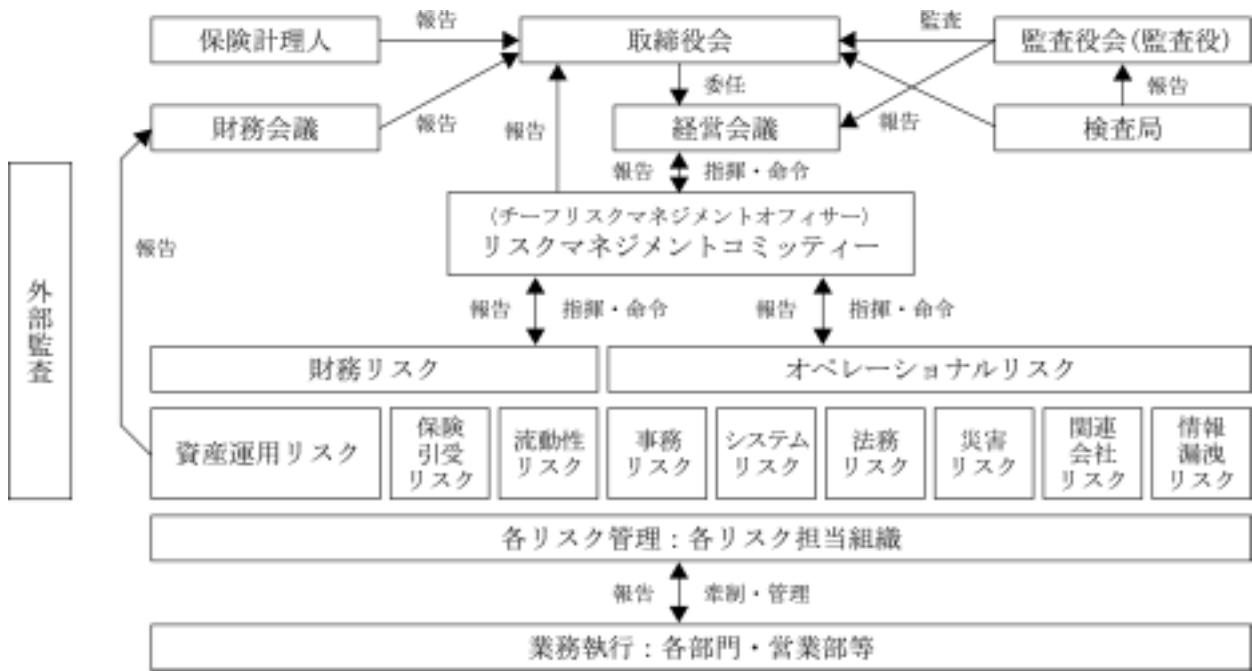 保険計理人
報告
取締役会
監査
監査役会(監査役)
委任
報告
財務会議
報告
報告
経営会議
報告
検査局
報告
指揮・命令
(チーフリスクマネジメントオフィサー)
リスクマネジメントコミッティー
報告
外部監査
報告
指揮・命令
報告
指揮・命令
財務リスク
オペレーショナルリスク
資産運用リスク
保険
引受
リスク
流動性
リスク
事務
リスク
システム
リスク
法務
リスク
災害
リスク
関連
会社
リスク
情報
漏洩
リスク
各リスク管理：各リスク担当組織
報告
牽制・管理
業務執行：各部門・営業部等